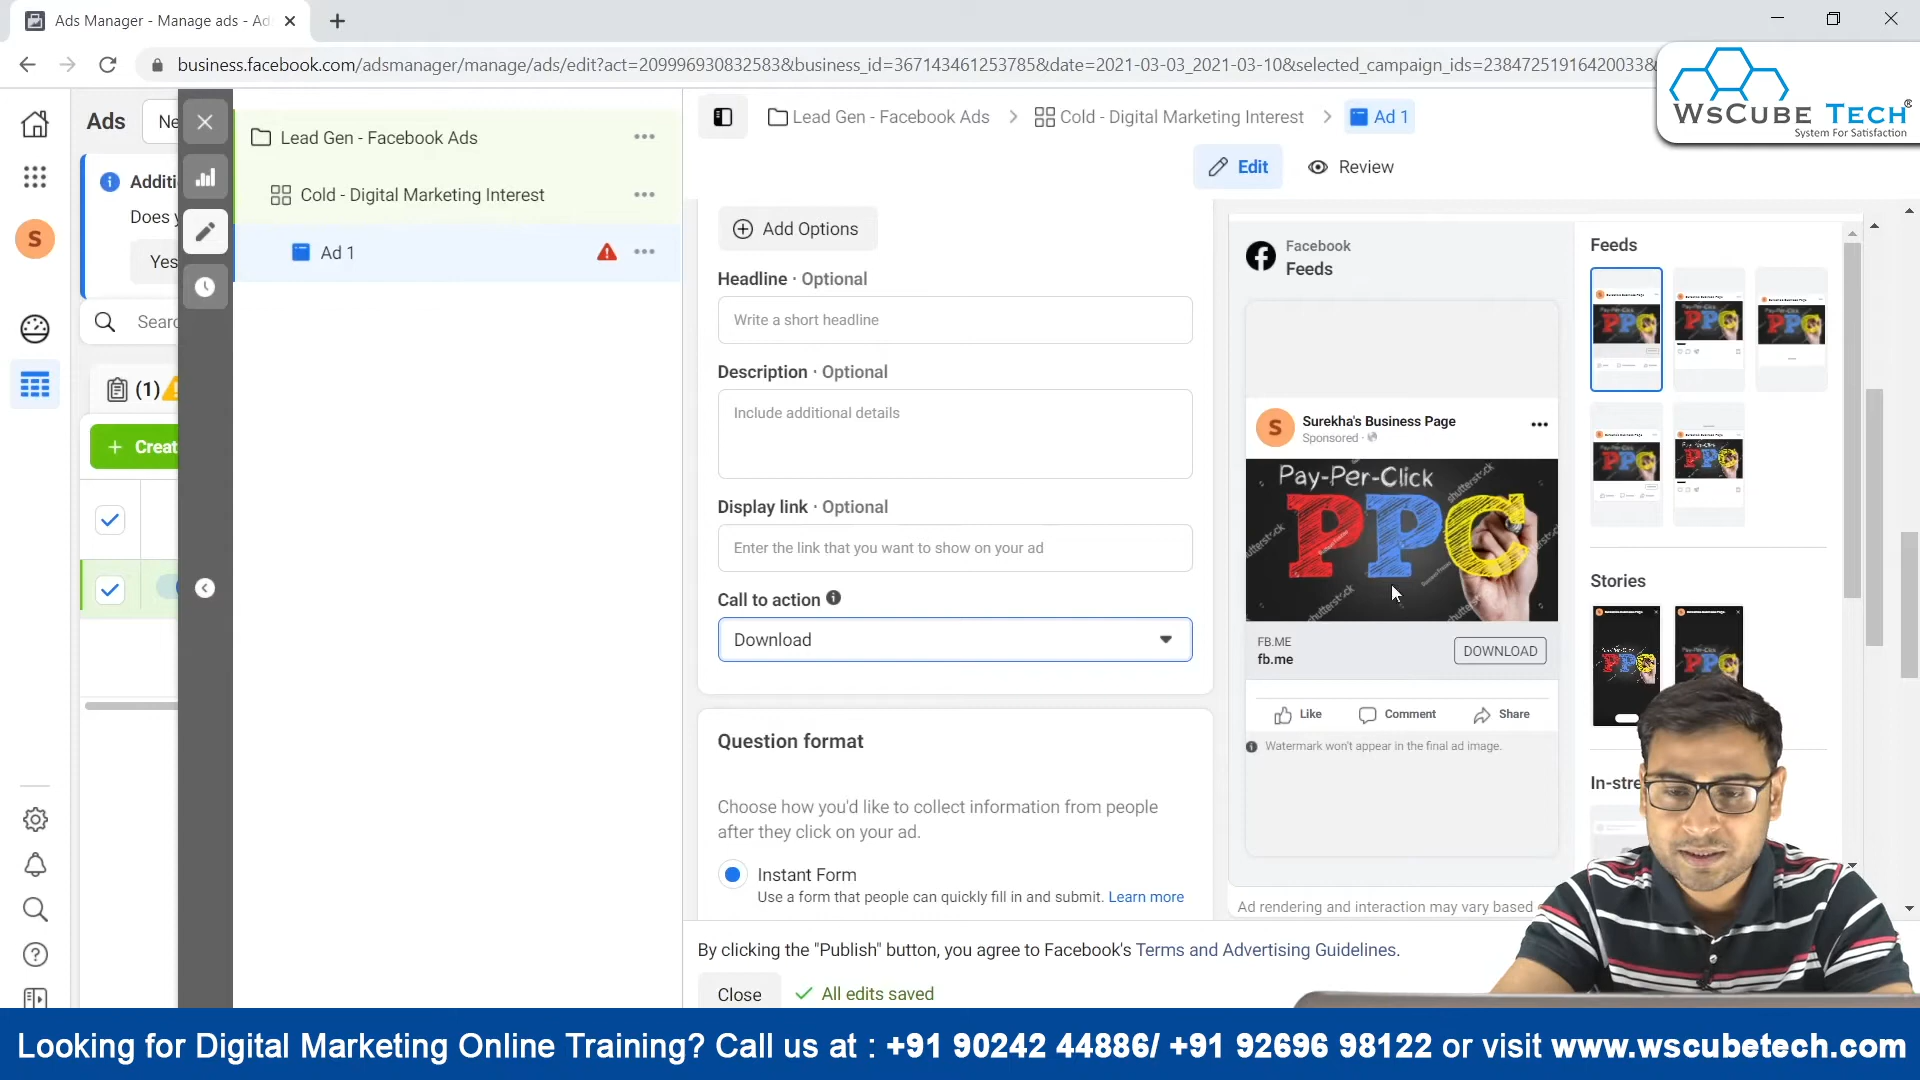 Ads Manager - Manage ads - Ad
business.facebook.com/adsmanager/manage/ads/edit?act=209996930832583&business_id=367143461253785&date=2021-03-03_2021-03-10&selected_campaign_ids=23847251916420033&
WsCube TECH®
System For Satisfaction
Ads
Ne
Lead Gen - Facebook Ads
Lead Gen - Facebook Ads
Cold - Digital Marketing Interest
Ad 1
Edit
Review
Additi
Does y
Yes
Cold - Digital Marketing Interest
Ad 1
S
Searc
(1)
+ Creat
Add Options
Headline · Optional
Write a short headline
Description · Optional
Include additional details
Display link · Optional
Enter the link that you want to show on your ad
Call to action
Download
Question format
Choose how you'd like to collect information from people
after they click on your ad.
Instant Form
Use a form that people can quickly fill in and submit. Learn more
Facebook
Feeds
S
Surekha's Business Page
Sponsored ·
Pay-Per-Click
PPC
shutterstock
FB.ME
fb.me
DOWNLOAD
Like
Comment
Share
Watermark won't appear in the final ad image.
Ad rendering and interaction may vary based
Feeds
Stories
In-stre
By clicking the "Publish" button, you agree to Facebook's Terms and Advertising Guidelines.
Close
All edits saved
Looking for Digital Marketing Online Training? Call us at : +91 90242 44886/ +91 92696 98122 or visit www.wscubetech.com